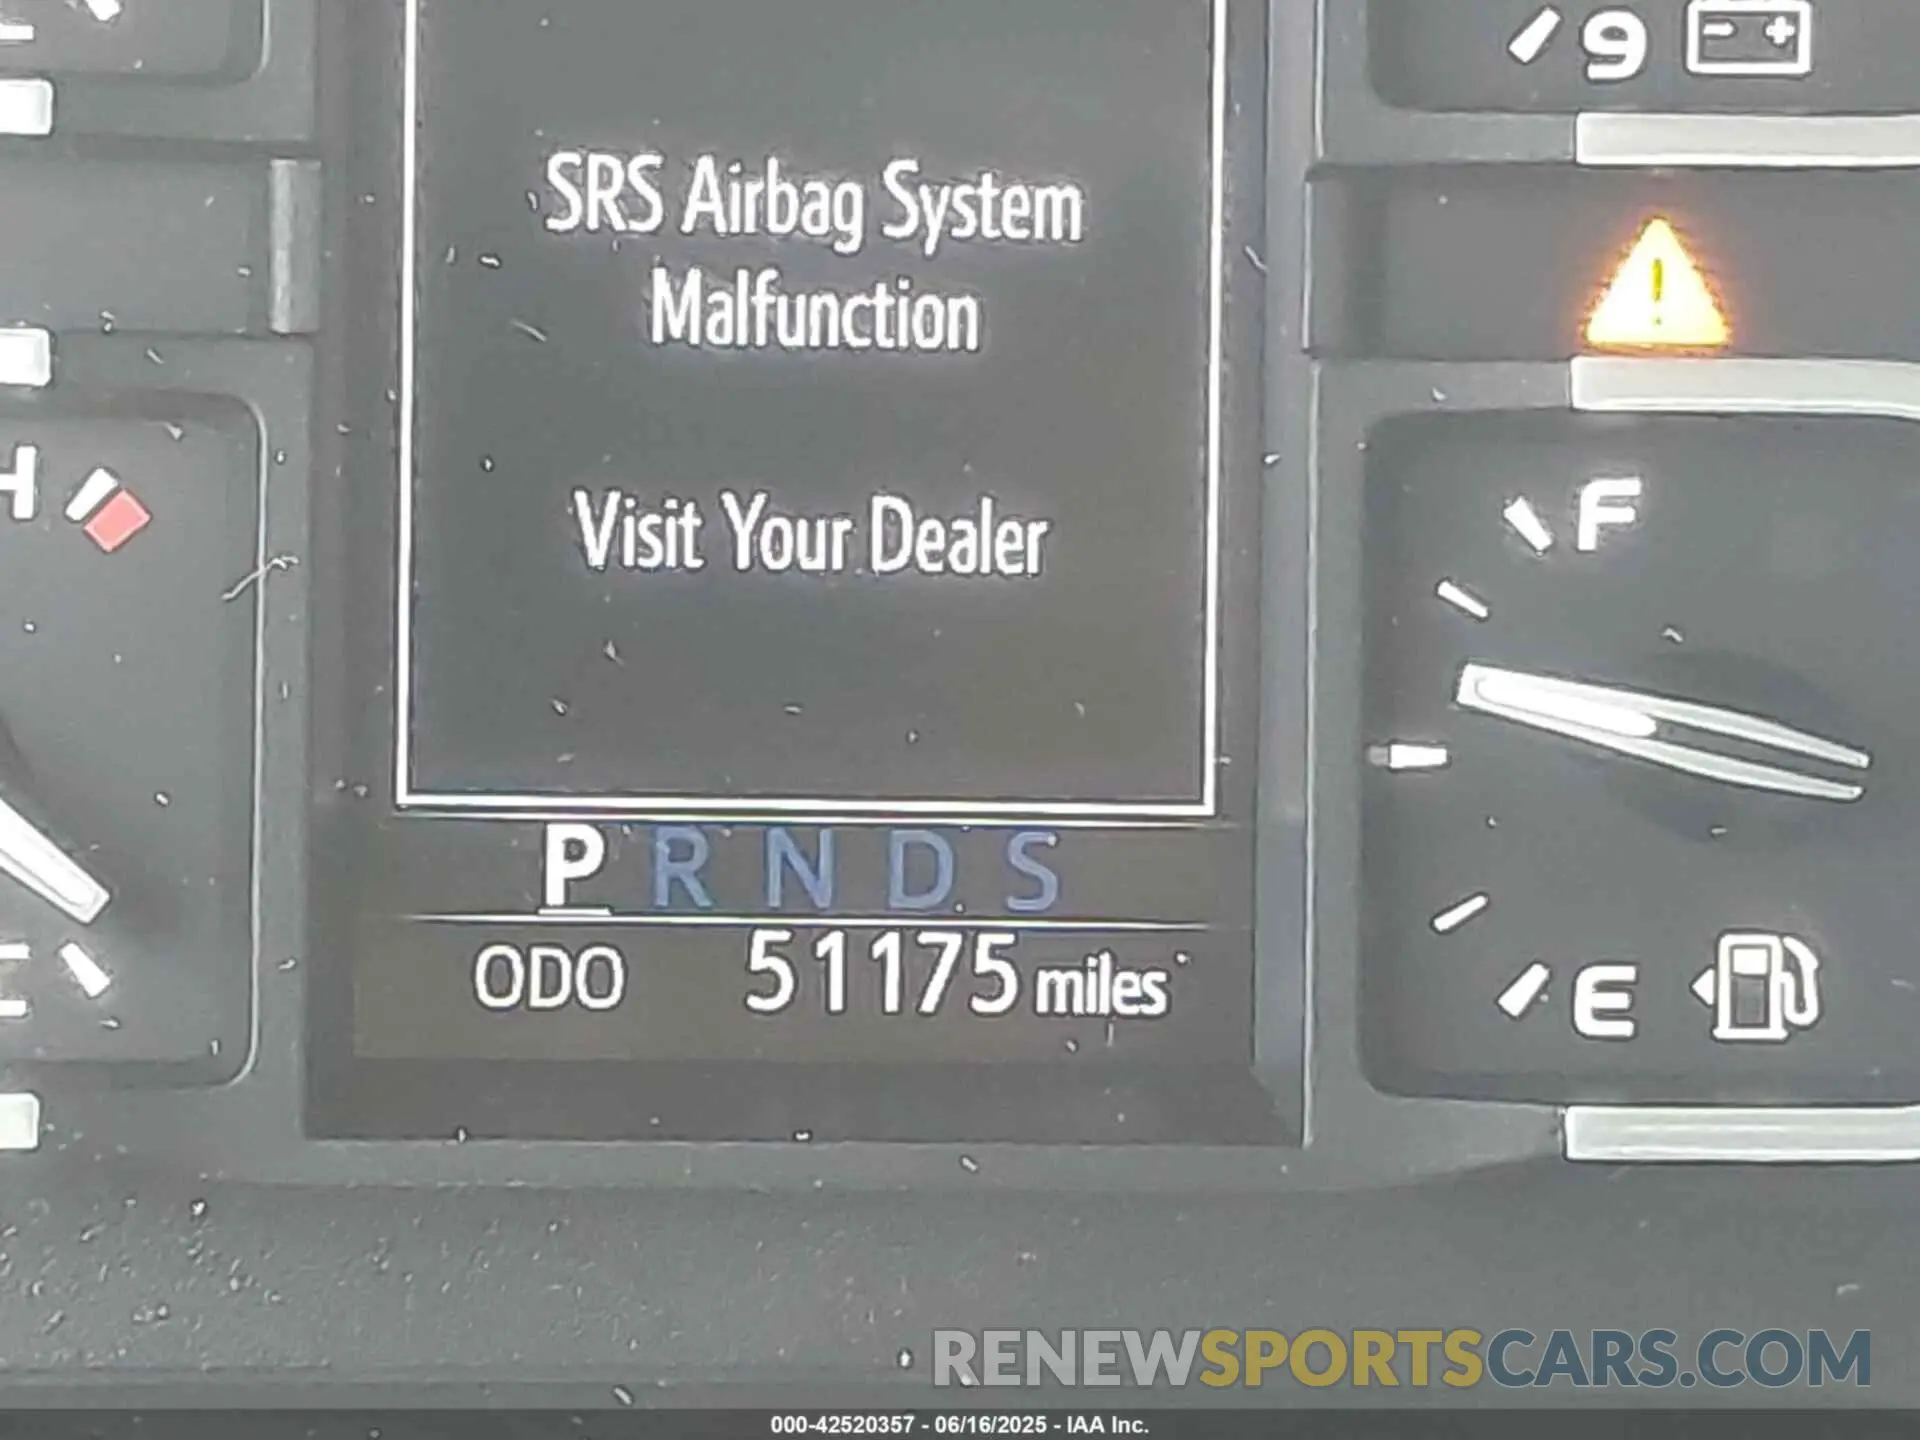 9 - +
SRS Airbag System
Malfunction
!
H
Visit Your Dealer
F
P R N D S
ODO 51175 miles
E
RENEWSPORTSCARS.COM
000-42520357 - 06/16/2025 - IAA Inc.